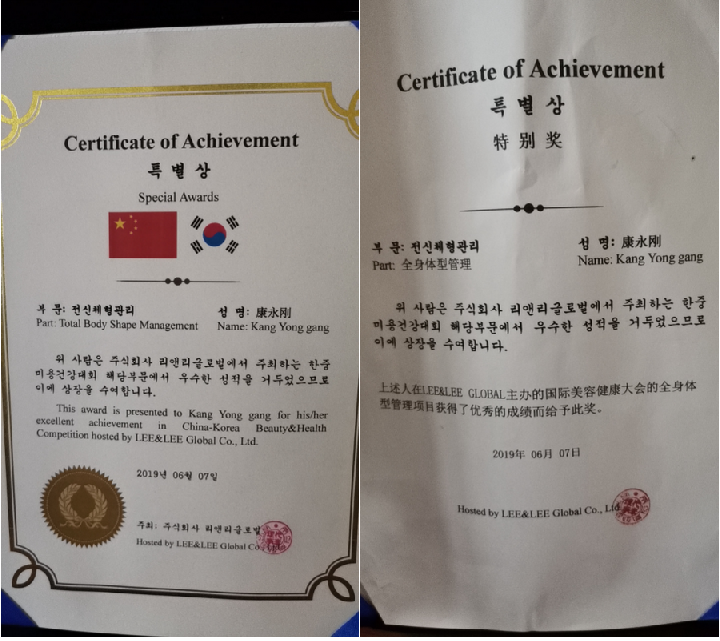 Certificate of Achievement
특별상
Special Awards
부 문: 전신체형관리
성 명: 康永刚
Part: Total Body Shape Management
Name: Kang Yong gang
위 사람은 주식회사 리앤리글로벌에서 주최하는 한중
미용건강대회 해당부문에서 우수한 성적을 거두었으므로
이에 상장을 수여합니다.
This award is presented to Kang Yong gang for his/her
excellent achievement in China-Korea Beauty&Health
Competition hosted by LEE&LEE Global Co., Ltd.
2019년 06월 07일
주최: 주식회사 리앤리글로벌
Hosted by LEE&LEE Global Co
Certificate of Achievement
특별상
特别奖
부 문: 전신체형관리
성 명: 康永刚
Part: 全身体型管理
Name: Kang Yong gang
위 사람은 주식회사 리앤리글로벌에서 주최하는 한중
미용건강대회 해당부문에서 우수한 성적을 거두었으므로
이에 상장을 수여합니다.
上述人在LEE&LEE GLOBAL主办的国际美容健康大会的全身体
型管理项目获得了优秀的成绩而给予此奖。
2019年 06月 07日
Hosted by LEE&LEE Global Co., Ltd